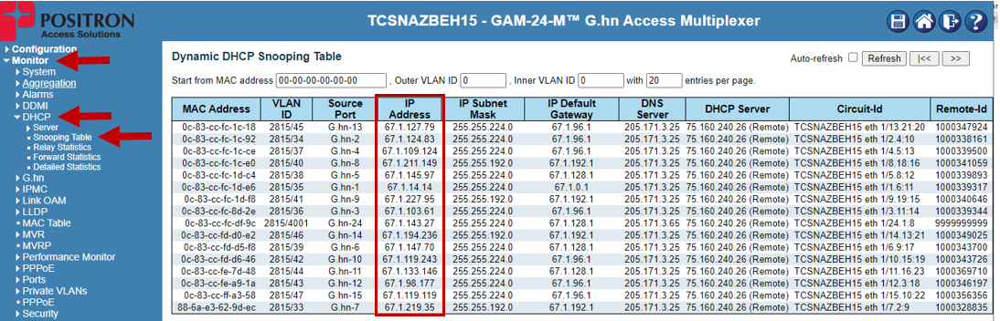 POSITRON
Access Solutions
TCSNAZBEH15 - GAM-24-M™ G.hn Access Multiplexer
Configuration
Monitor
System
Aggregation
Alarms
DDMI
DHCP
Server
Snooping Table
Relay Statistics
Forward Statistics
Detailed Statistics
G.hn
IPMC
Link OAM
LLDP
MAC Table
MVR
MVRP
Performance Monitor
PPPoE
Ports
Private VLANs
PPPoE
Security
Dynamic DHCP Snooping Table
Auto-refresh Refresh |<< >>
Start from MAC address 00-00-00-00-00-00 , Outer VLAN ID 0 , Inner VLAN ID 0 with 20 entries per page.
MAC Address VLAN ID Source Port IP Address IP Subnet Mask IP Default Gateway DNS Server DHCP Server Circuit-Id Remote-Id
0c-83-cc-fc-1c-18 2815/45 G.hn-13 67.1.127.79 255.255.224.0 67.1.96.1 205.171.3.25 75.160.240.26 (Remote) TCSNAZBEH15 eth 1/13.21:20 1000347924
0c-83-cc-fc-1c-92 2815/34 G.hn-2 67.1.124.83 255.255.224.0 67.1.96.1 205.171.3.25 75.160.240.26 (Remote) TCSNAZBEH15 eth 1/2.4:10 1000338161
0c-83-cc-fc-1c-ce 2815/37 G.hn-4 67.1.109.124 255.255.224.0 67.1.96.1 205.171.3.25 75.160.240.26 (Remote) TCSNAZBEH15 eth 1/4.5:13 1000339500
0c-83-cc-fc-1c-e0 2815/40 G.hn-8 67.1.211.149 255.255.192.0 67.1.192.1 205.171.3.25 75.160.240.26 (Remote) TCSNAZBEH15 eth 1/8.18:16 1000341059
0c-83-cc-fc-1d-c4 2815/38 G.hn-5 67.1.145.97 255.255.224.0 67.1.128.1 205.171.3.25 75.160.240.26 (Remote) TCSNAZBEH15 eth 1/5.8:12 1000339893
0c-83-cc-fc-1d-e6 2815/35 G.hn-1 67.1.14.14 255.255.224.0 67.1.0.1 205.171.3.25 75.160.240.26 (Remote) TCSNAZBEH15 eth 1/1.6:11 1000339317
0c-83-cc-fc-1d-f8 2815/41 G.hn-9 67.1.227.95 255.255.192.0 67.1.192.1 205.171.3.25 75.160.240.26 (Remote) TCSNAZBEH15 eth 1/9.19:15 1000340646
0c-83-cc-fc-8d-2e 2815/36 G.hn-3 67.1.103.61 255.255.224.0 67.1.96.1 205.171.3.25 75.160.240.26 (Remote) TCSNAZBEH15 eth 1/3.11:14 1000339344
0c-83-cc-fc-df-9c 2815/4001 G.hn-24 67.1.143.27 255.255.224.0 67.1.128.1 205.171.3.65 75.160.240.26 (Remote) TCSNAZBEH15 eth 1/24.1:8 9999999999
0c-83-cc-fd-d0-e2 2815/46 G.hn-14 67.1.194.236 255.255.192.0 67.1.192.1 205.171.3.25 75.160.240.26 (Remote) TCSNAZBEH15 eth 1/14.13:21 1000349025
0c-83-cc-fd-d5-f8 2815/39 G.hn-6 67.1.147.70 255.255.224.0 67.1.128.1 205.171.3.25 75.160.240.26 (Remote) TCSNAZBEH15 eth 1/6.9:17 1000343700
0c-83-cc-fd-d6-46 2815/42 G.hn-10 67.1.119.243 255.255.224.0 67.1.96.1 205.171.3.25 75.160.240.26 (Remote) TCSNAZBEH15 eth 1/10.15:19 1000343726
0c-83-cc-fe-7d-48 2815/44 G.hn-11 67.1.133.146 255.255.224.0 67.1.128.1 205.171.3.25 75.160.240.26 (Remote) TCSNAZBEH15 eth 1/11.16:23 1000369710
0c-83-cc-fe-a9-1a 2815/43 G.hn-12 67.1.98.177 255.255.224.0 67.1.96.1 205.171.3.25 75.160.240.26 (Remote) TCSNAZBEH15 eth 1/12.3:18 1000346197
0c-83-cc-ff-a3-58 2815/47 G.hn-15 67.1.119.119 255.255.224.0 67.1.96.1 205.171.3.25 75.160.240.26 (Remote) TCSNAZBEH15 eth 1/15.10:22 1000356356
88-6a-e3-62-9d-ec 2815/33 G.hn-7 67.1.219.35 255.255.192.0 67.1.192.1 205.171.3.25 75.160.240.26 (Remote) TCSNAZBEH15 eth 1/7.2:9 1000328835